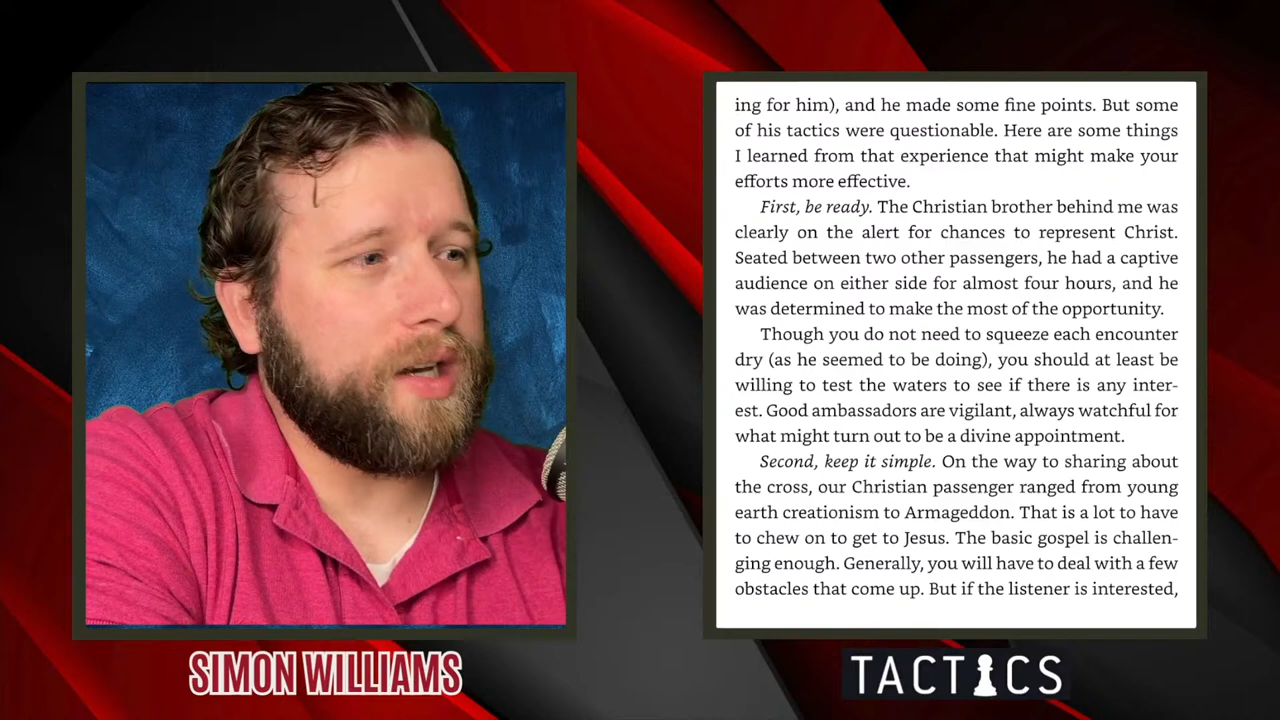 ing for him), and he made some fine points. But some
of his tactics were questionable. Here are some things
I learned from that experience that might make your
efforts more effective.
First, be ready. The Christian brother behind me was
clearly on the alert for chances to represent Christ.
Seated between two other passengers, he had a captive
audience on either side for almost four hours, and he
was determined to make the most of the opportunity.
Though you do not need to squeeze each encounter
dry (as he seemed to be doing), you should at least be
willing to test the waters to see if there is any inter-
est. Good ambassadors are vigilant, always watchful for
what might turn out to be a divine appointment.
Second, keep it simple. On the way to sharing about
the cross, our Christian passenger ranged from young
earth creationism to Armageddon. That is a lot to have
to chew on to get to Jesus. The basic gospel is challen-
ging enough. Generally, you will have to deal with a few
obstacles that come up. But if the listener is interested,
SIMON WILLIAMS
TACTICS